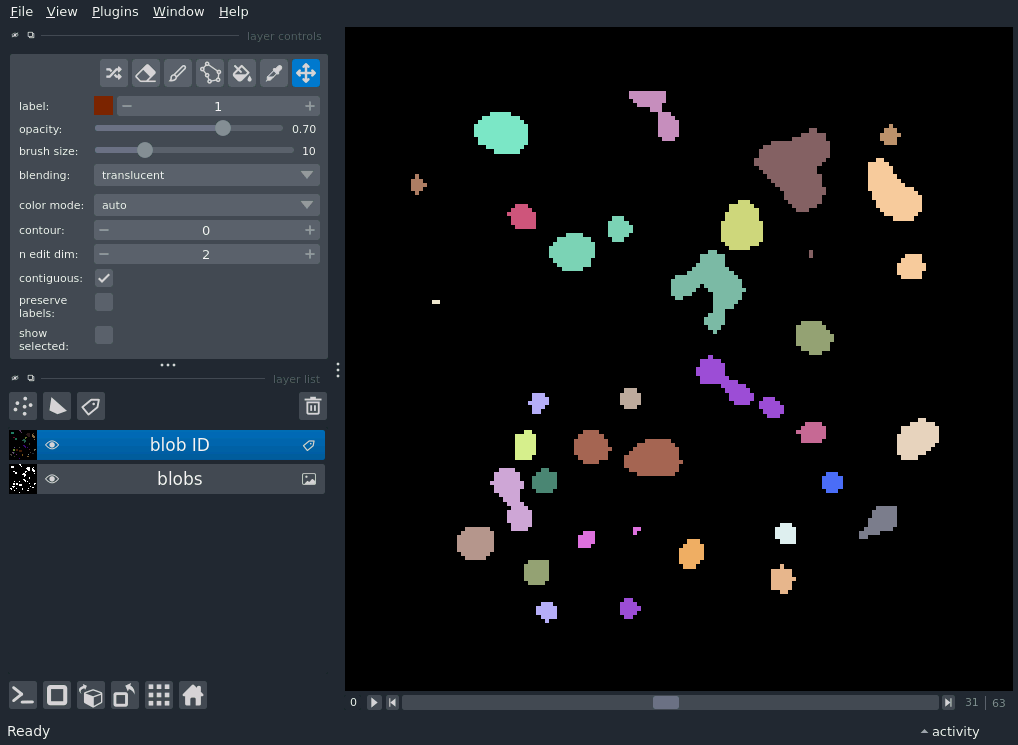 File View Plugins Window Help
layer controls
label: 1
opacity: 0.70
brush size: 10
blending: translucent
color mode: auto
contour: 0
n edit dim: 2
contiguous:
preserve
labels:
show
selected:
layer list
blob ID
blobs
0 31 | 63
Ready activity